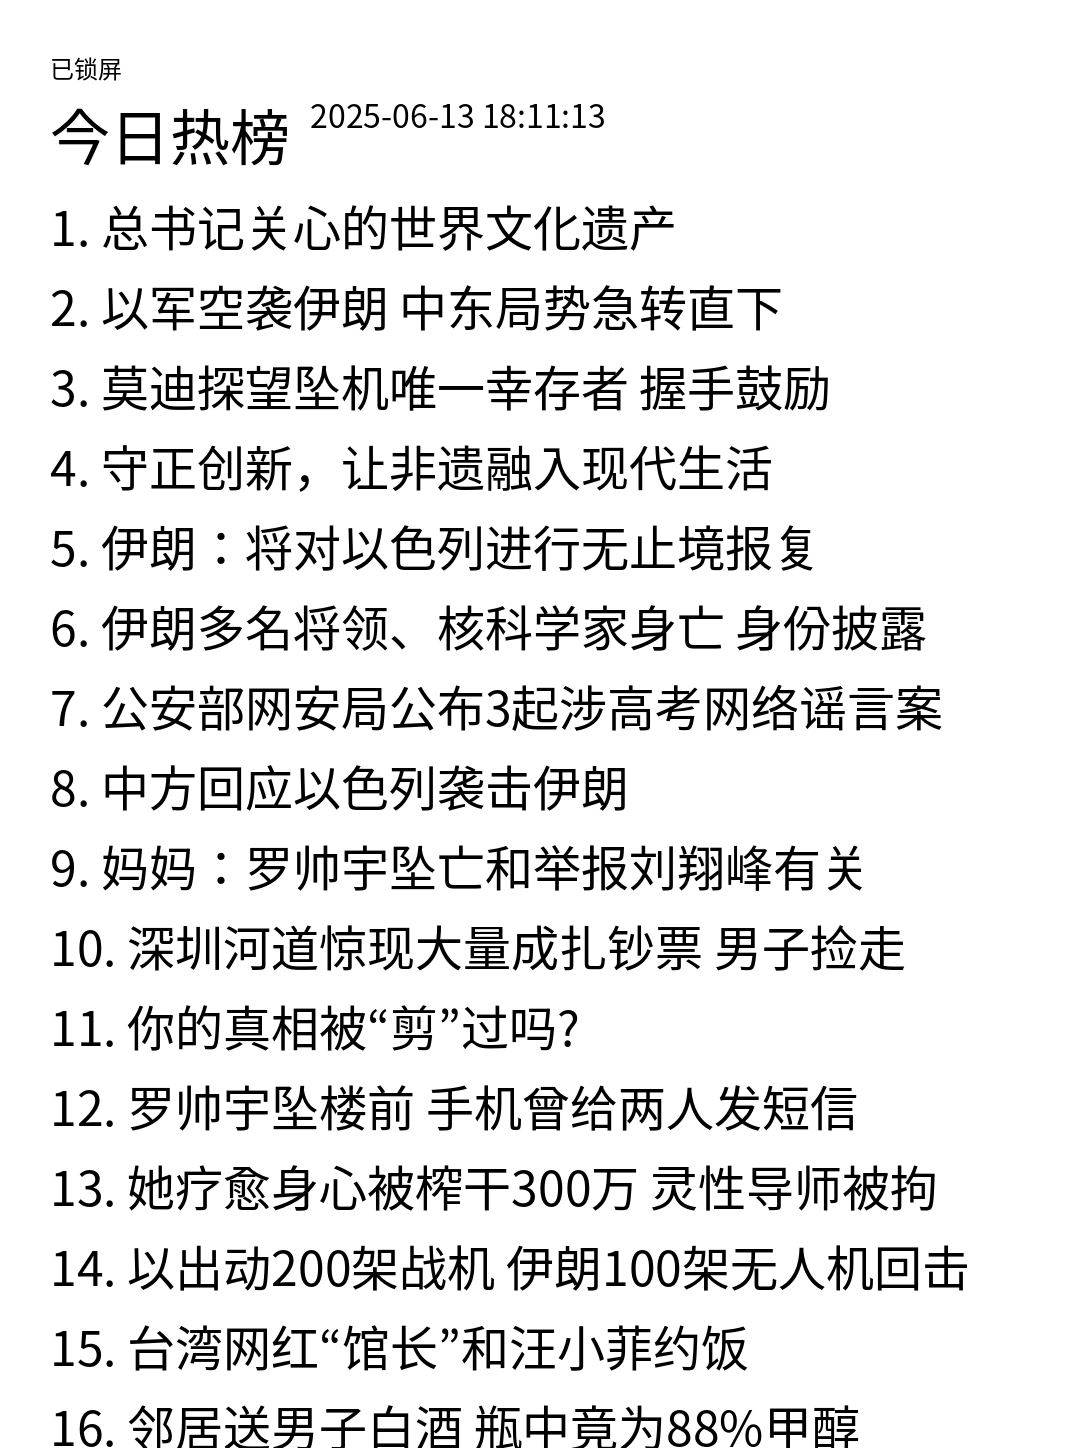 已锁屏
今日热榜 2025-06-13 18:11:13
1. 总书记关心的世界文化遗产
2. 以军空袭伊朗 中东局势急转直下
3. 莫迪探望坠机唯一幸存者 握手鼓励
4. 守正创新，让非遗融入现代生活
5. 伊朗：将对以色列进行无止境报复
6. 伊朗多名将领、核科学家身亡 身份披露
7. 公安部网安局公布3起涉高考网络谣言案
8. 中方回应以色列袭击伊朗
9. 妈妈：罗帅宇坠亡和举报刘翔峰有关
10. 深圳河道惊现大量成扎钞票 男子捡走
11. 你的真相被“剪”过吗?
12. 罗帅宇坠楼前 手机曾给两人发短信
13. 她疗愈身心被榨干300万 灵性导师被拘
14. 以出动200架战机 伊朗100架无人机回击
15. 台湾网红“馆长”和汪小菲约饭
16. 邻居送男子白酒 瓶中竟为88%甲醇